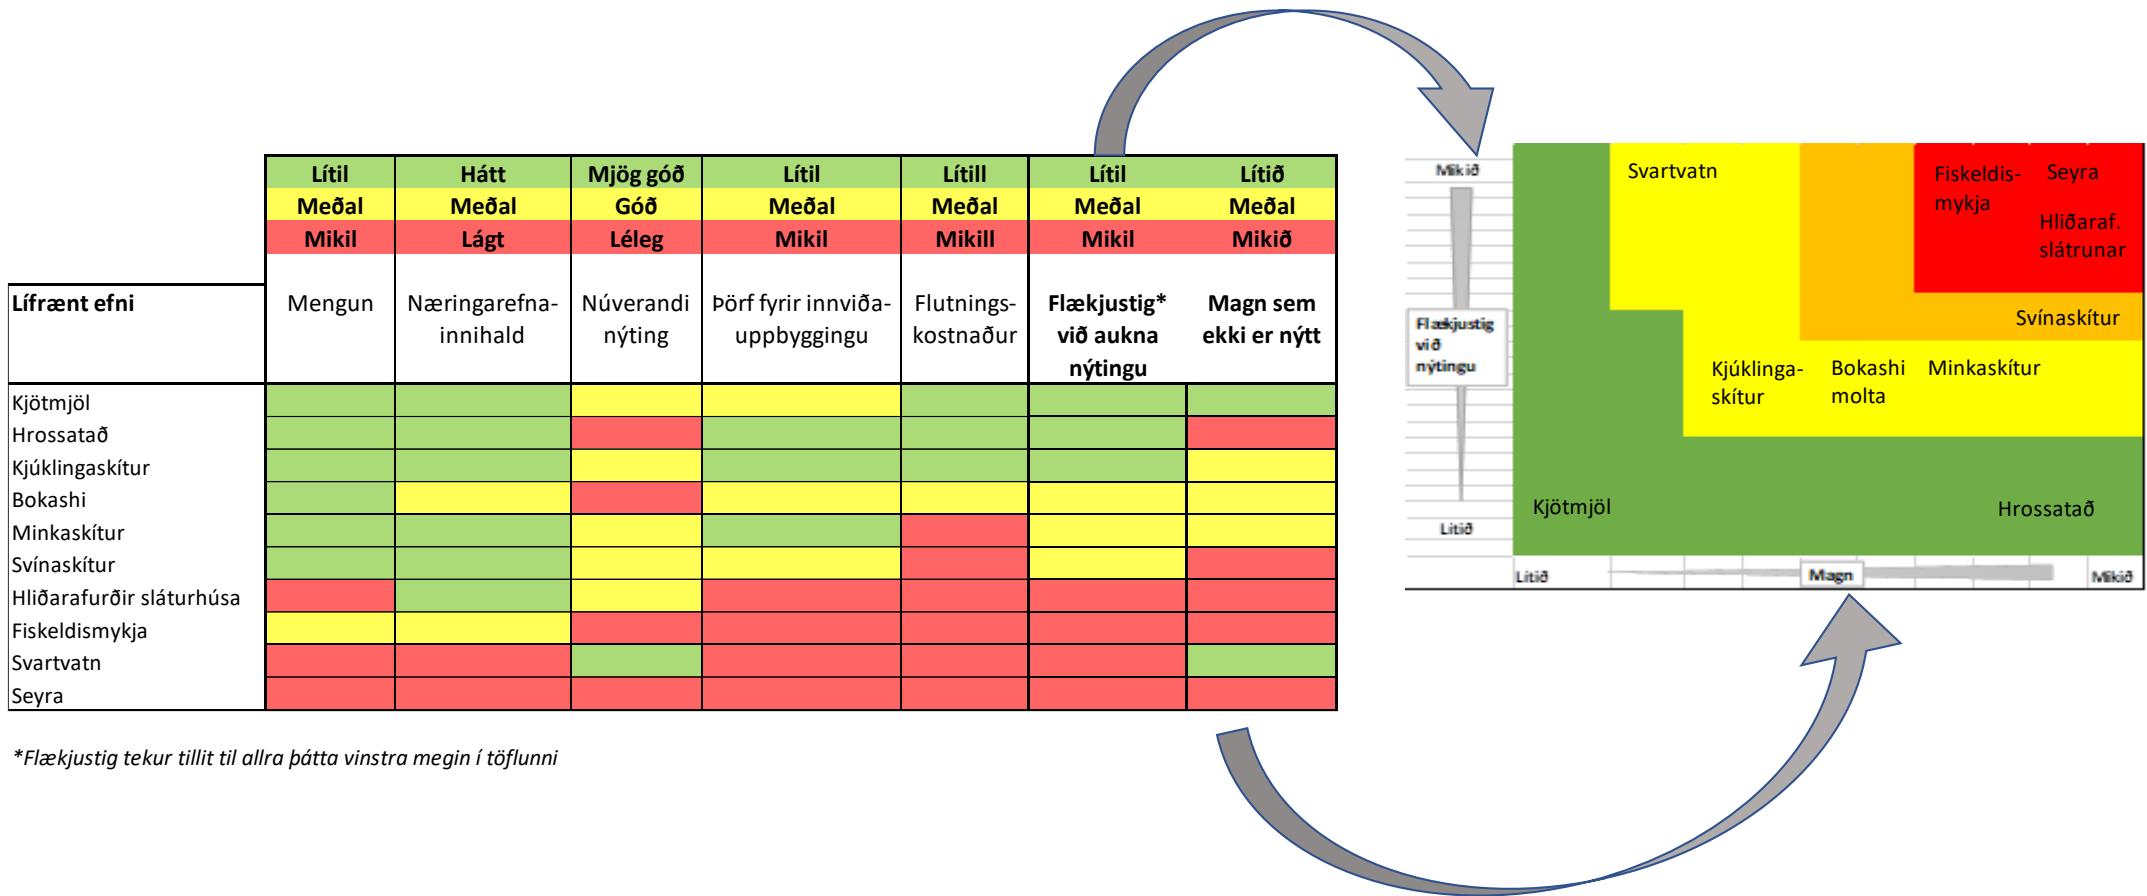 Lítil Hátt Mjög góð Lítil Lítill Lítil Lítið
Meðal Meðal Góð Meðal Meðal Meðal Meðal
Mikil Lágt Léleg Mikil Mikill Mikil Mikið
Lífrænt efni Mengun Næringarefna- Núverandi Þörf fyrir innviða- Flutnings- Flækjustig* Magn sem
innihald nýting uppbyggingu kostnaður við aukna ekki er nýtt
nýtingu
Kjötmjöl
Hrossatað
Kjúklingaskítur
Bokashi
Minkaskítur
Svínaskítur
Hliðarafurðir sláturhúsa
Fiskeldismykja
Svartvatn
Seyra
*Flækjustig tekur tillit til allra þátta vinstra megin í töflunni
Mikið
Flækjustig
við
nýtingu
Lítið
Svartvatn
Fiskeldis-
mykja
Seyra
Hliðaraf.
slátrunar
Svínaskítur
Kjúklinga-
skítur
Bokashi
molta
Minkaskítur
Kjötmjöl
Hrossatað
Lítið Magn Mikið